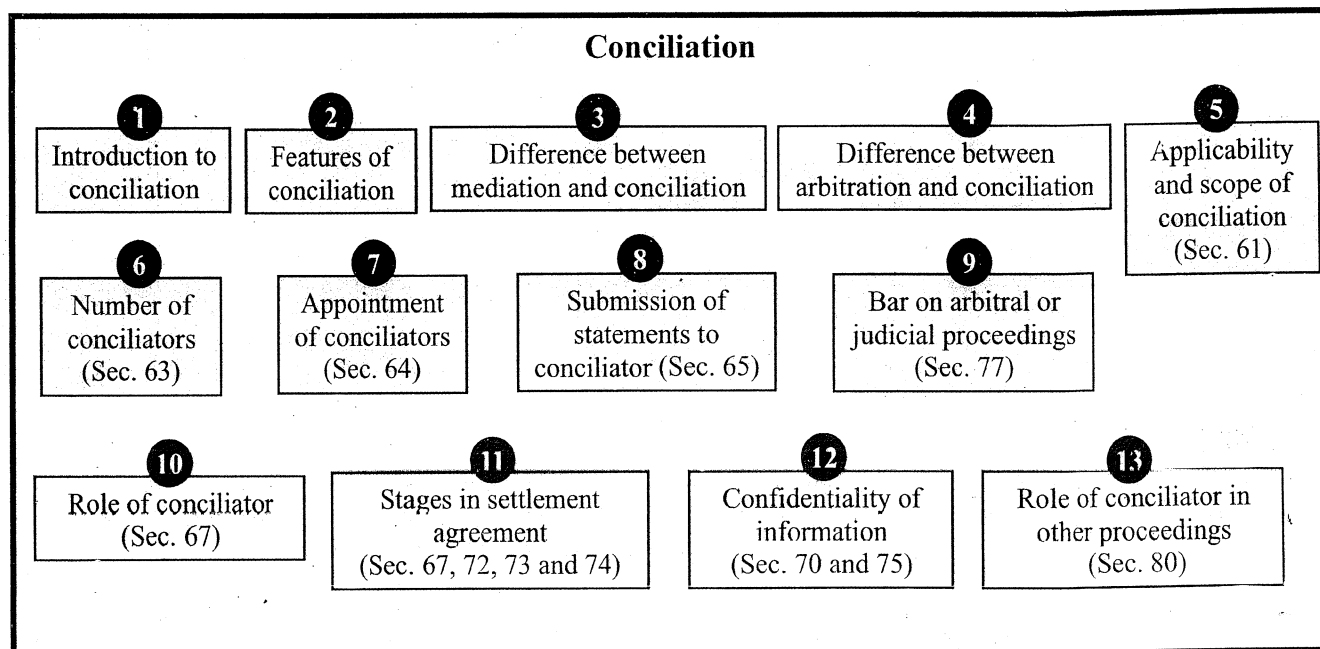 Conciliation
1
Introduction to
conciliation
2
Features of
conciliation
3
Difference between
mediation and conciliation
4
Difference between
arbitration and conciliation
5
Applicability
and scope of
conciliation
(Sec. 61)
6
Number of
conciliators
(Sec. 63)
7
Appointment
of conciliators
(Sec. 64)
8
Submission of
statements to
conciliator (Sec. 65)
9
Bar on arbitral or
judicial proceedings
(Sec. 77)
10
Role of conciliator
(Sec. 67)
11
Stages in settlement
agreement
(Sec. 67, 72, 73 and 74)
12
Confidentiality of
information
(Sec. 70 and 75)
13
Role of conciliator in
other proceedings
(Sec. 80)